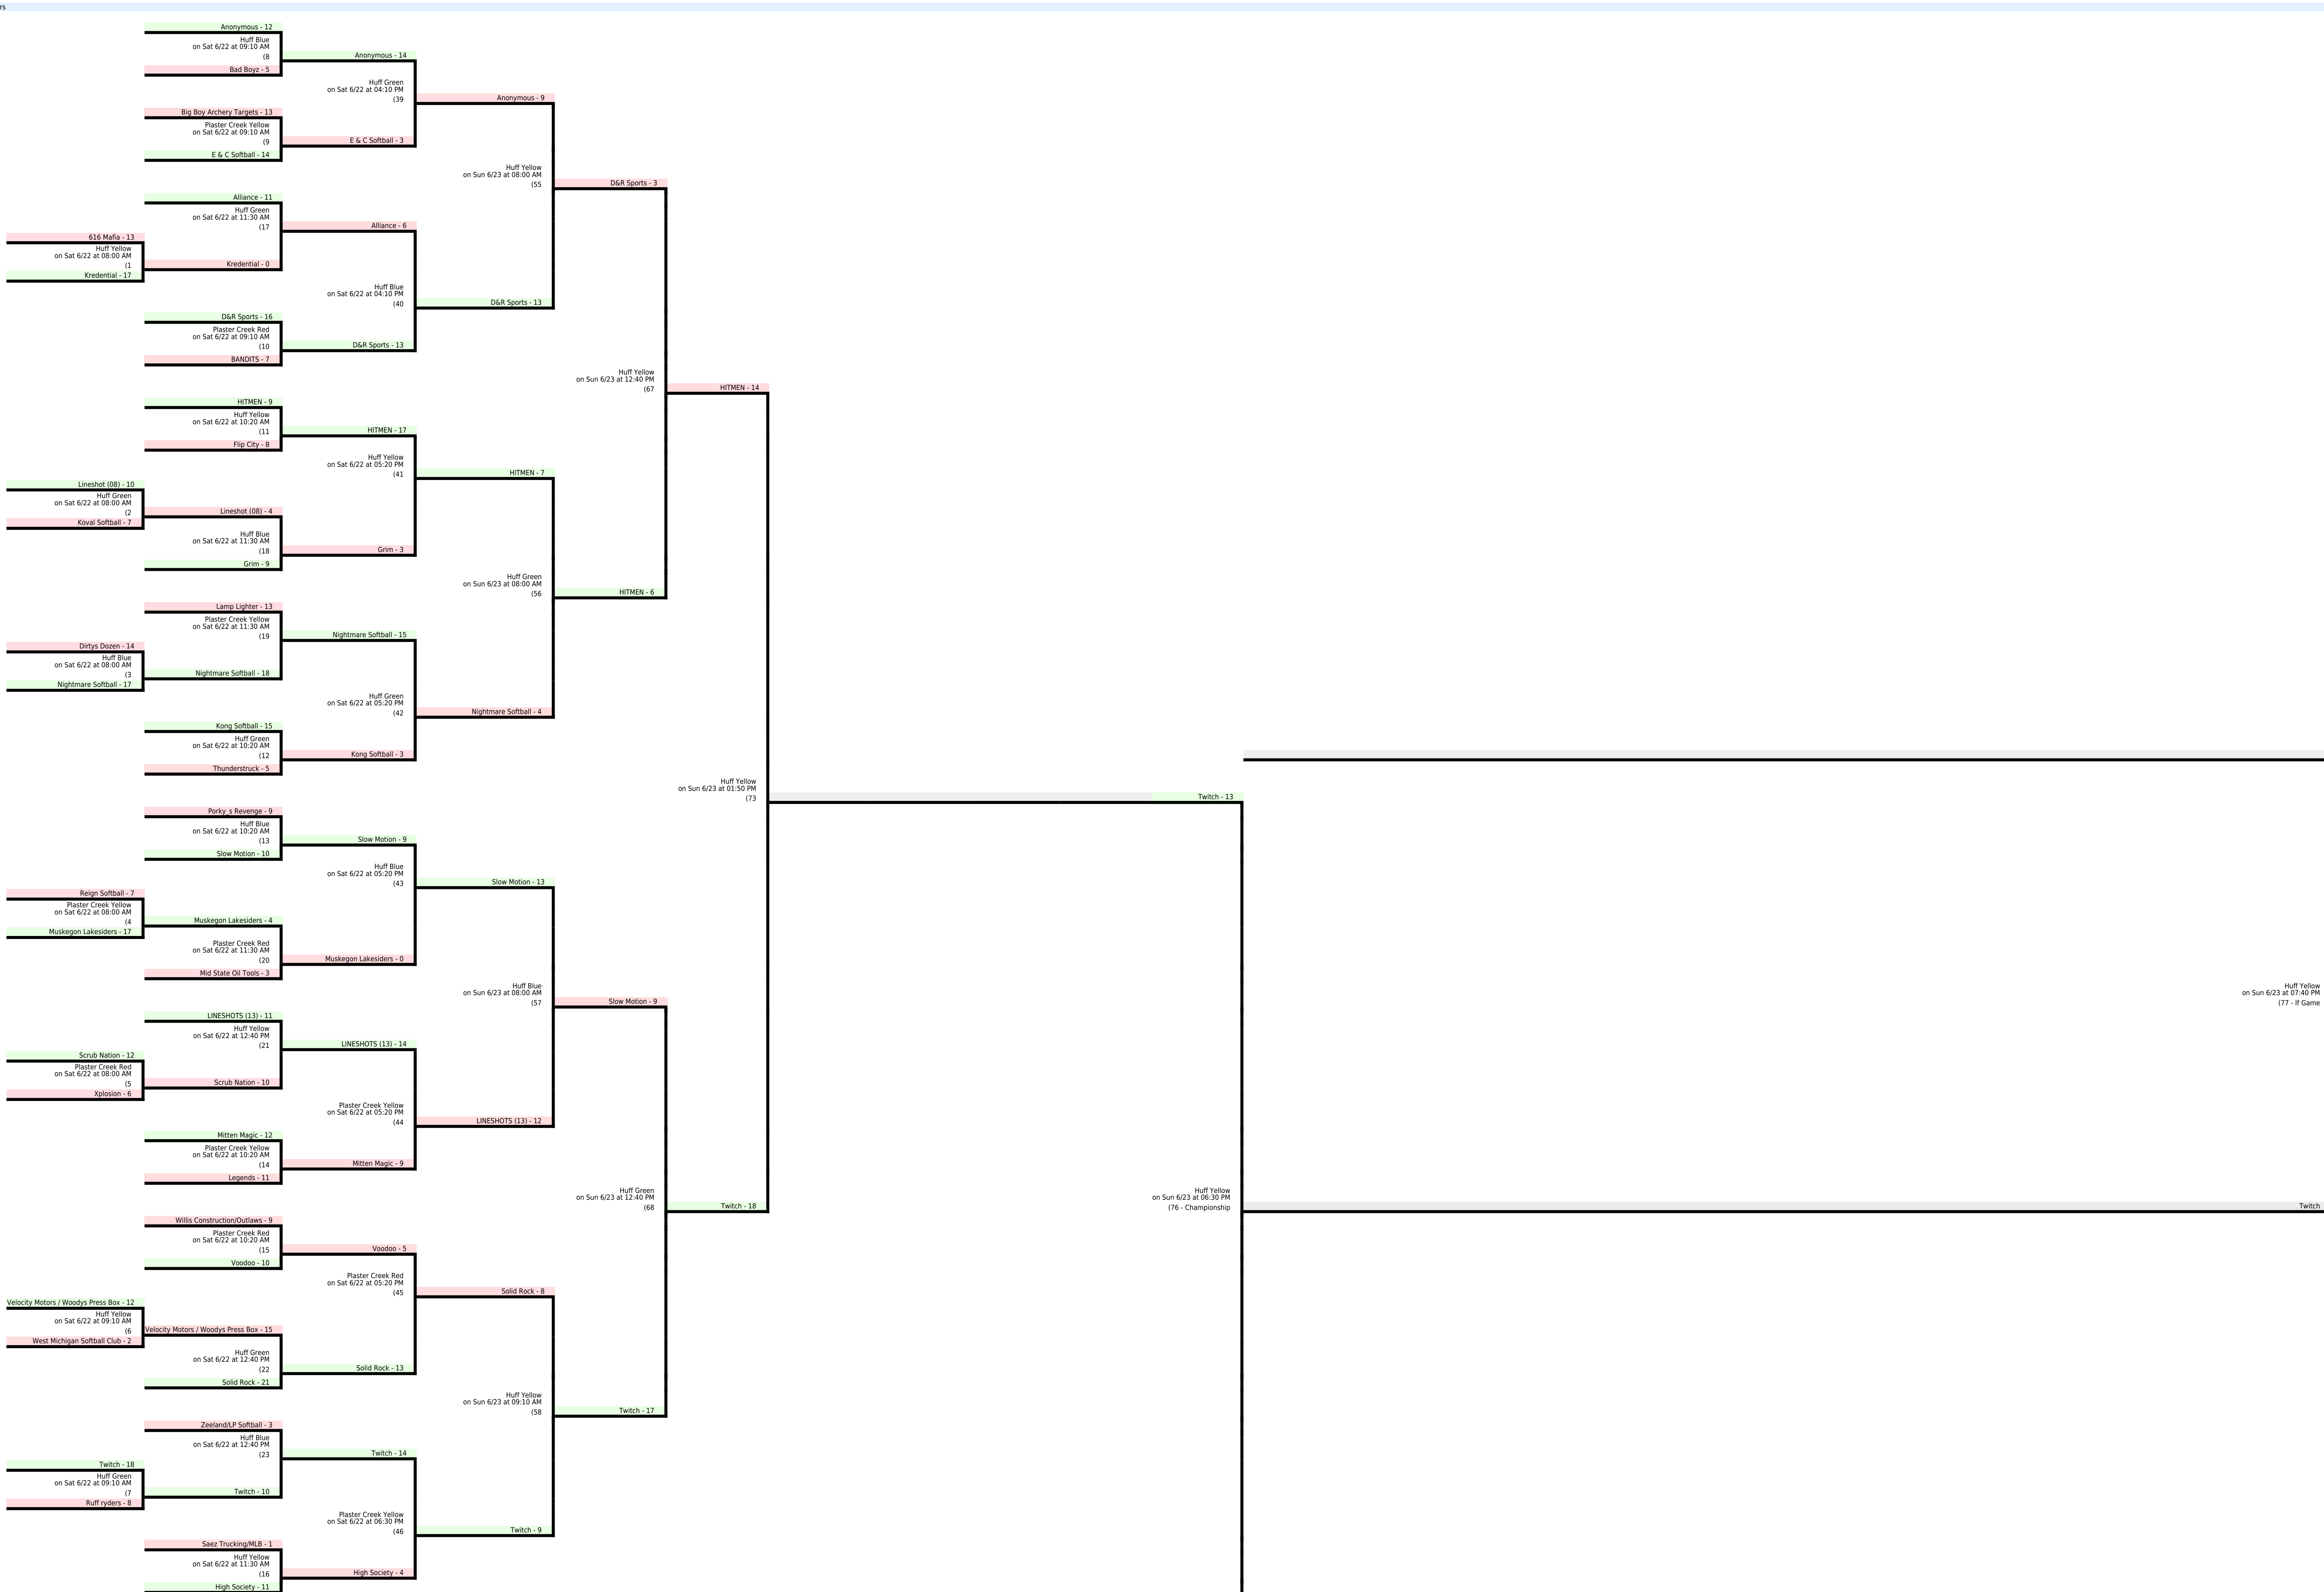 rs
Anonymous - 12
Huff Blue
on Sat 6/22 at 09:10 AM
(8
Bad Boyz - 5
Anonymous - 14
Huff Green
on Sat 6/22 at 04:10 PM
(39
Big Boy Archery Targets - 13
Plaster Creek Yellow
on Sat 6/22 at 09:10 AM
(9
E & C Softball - 14
E & C Softball - 3
Anonymous - 9
Huff Yellow
on Sun 6/23 at 08:00 AM
(55
D&R Sports - 3
Alliance - 11
Huff Green
on Sat 6/22 at 11:30 AM
(17
616 Mafia - 13
Huff Yellow
on Sat 6/22 at 08:00 AM
(1
Kredential - 17
Kredential - 0
Alliance - 6
Huff Blue
on Sat 6/22 at 04:10 PM
(40
D&R Sports - 13
D&R Sports - 16
Plaster Creek Red
on Sat 6/22 at 09:10 AM
(10
BANDITS - 7
D&R Sports - 13
Huff Yellow
on Sun 6/23 at 12:40 PM
(67
HITMEN - 14
HITMEN - 9
Huff Yellow
on Sat 6/22 at 10:20 AM
(11
Flip City - 8
HITMEN - 17
Huff Yellow
on Sat 6/22 at 05:20 PM
(41
HITMEN - 7
Lineshot (08) - 10
Huff Green
on Sat 6/22 at 08:00 AM
(2
Koval Softball - 7
Lineshot (08) - 4
Huff Blue
on Sat 6/22 at 11:30 AM
(18
Grim - 9
Grim - 3
Huff Green
on Sun 6/23 at 08:00 AM
(56
HITMEN - 6
Lamp Lighter - 13
Plaster Creek Yellow
on Sat 6/22 at 11:30 AM
(19
Dirtys Dozen - 14
Huff Blue
on Sat 6/22 at 08:00 AM
(3
Nightmare Softball - 17
Nightmare Softball - 18
Nightmare Softball - 15
Huff Green
on Sat 6/22 at 05:20 PM
(42
Nightmare Softball - 4
Kong Softball - 15
Huff Green
on Sat 6/22 at 10:20 AM
(12
Thunderstruck - 5
Kong Softball - 3
Huff Yellow
on Sun 6/23 at 01:50 PM
(73
Twitch - 13
Porky_s Revenge - 9
Huff Blue
on Sat 6/22 at 10:20 AM
(13
Slow Motion - 10
Slow Motion - 9
Huff Blue
on Sat 6/22 at 05:20 PM
(43
Slow Motion - 13
Reign Softball - 7
Plaster Creek Yellow
on Sat 6/22 at 08:00 AM
(4
Muskegon Lakesiders - 17
Muskegon Lakesiders - 4
Plaster Creek Red
on Sat 6/22 at 11:30 AM
(20
Mid State Oil Tools - 3
Muskegon Lakesiders - 0
Huff Blue
on Sun 6/23 at 08:00 AM
(57
Slow Motion - 9
Huff Yellow
on Sun 6/23 at 07:40 PM
(77 - If Game
LINESHOTS (13) - 11
Huff Yellow
on Sat 6/22 at 12:40 PM
(21
Scrub Nation - 12
Plaster Creek Red
on Sat 6/22 at 08:00 AM
(5
Xplosion - 6
Scrub Nation - 10
LINESHOTS (13) - 14
Plaster Creek Yellow
on Sat 6/22 at 05:20 PM
(44
LINESHOTS (13) - 12
Mitten Magic - 12
Plaster Creek Yellow
on Sat 6/22 at 10:20 AM
(14
Legends - 11
Mitten Magic - 9
Huff Green
on Sun 6/23 at 12:40 PM
(68
Twitch - 18
Huff Yellow
on Sun 6/23 at 06:30 PM
(76 - Championship
Twitch
Willis Construction/Outlaws - 9
Plaster Creek Red
on Sat 6/22 at 10:20 AM
(15
Voodoo - 10
Voodoo - 5
Plaster Creek Red
on Sat 6/22 at 05:20 PM
(45
Solid Rock - 8
Velocity Motors / Woodys Press Box - 12
Huff Yellow
on Sat 6/22 at 09:10 AM
(6
West Michigan Softball Club - 2
Velocity Motors / Woodys Press Box - 15
Huff Green
on Sat 6/22 at 12:40 PM
(22
Solid Rock - 21
Solid Rock - 13
Huff Yellow
on Sun 6/23 at 09:10 AM
(58
Twitch - 17
Zeeland/LP Softball - 3
Huff Blue
on Sat 6/22 at 12:40 PM
(23
Twitch - 18
Huff Green
on Sat 6/22 at 09:10 AM
(7
Ruff ryders - 8
Twitch - 10
Twitch - 14
Plaster Creek Yellow
on Sat 6/22 at 06:30 PM
(46
Twitch - 9
Saez Trucking/MLB - 1
Huff Yellow
on Sat 6/22 at 11:30 AM
(16
High Society - 11
High Society - 4